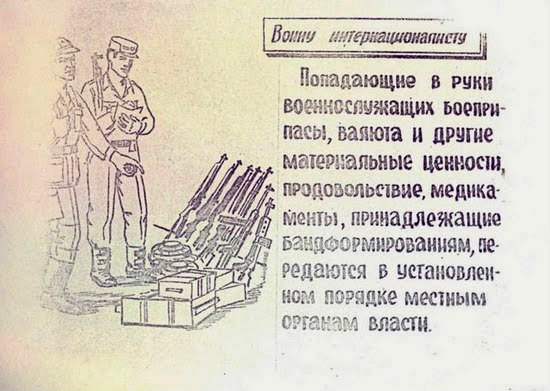 Воину интернационалисту
Попадающие в руки
военнослужащих боепри-
пасы, валюта и другие
материальные ценности,
продовольствие, медика-
менты, принадлежащие
бандформированиям, пе-
редаются в установлен-
ном порядке местным
органам власти.